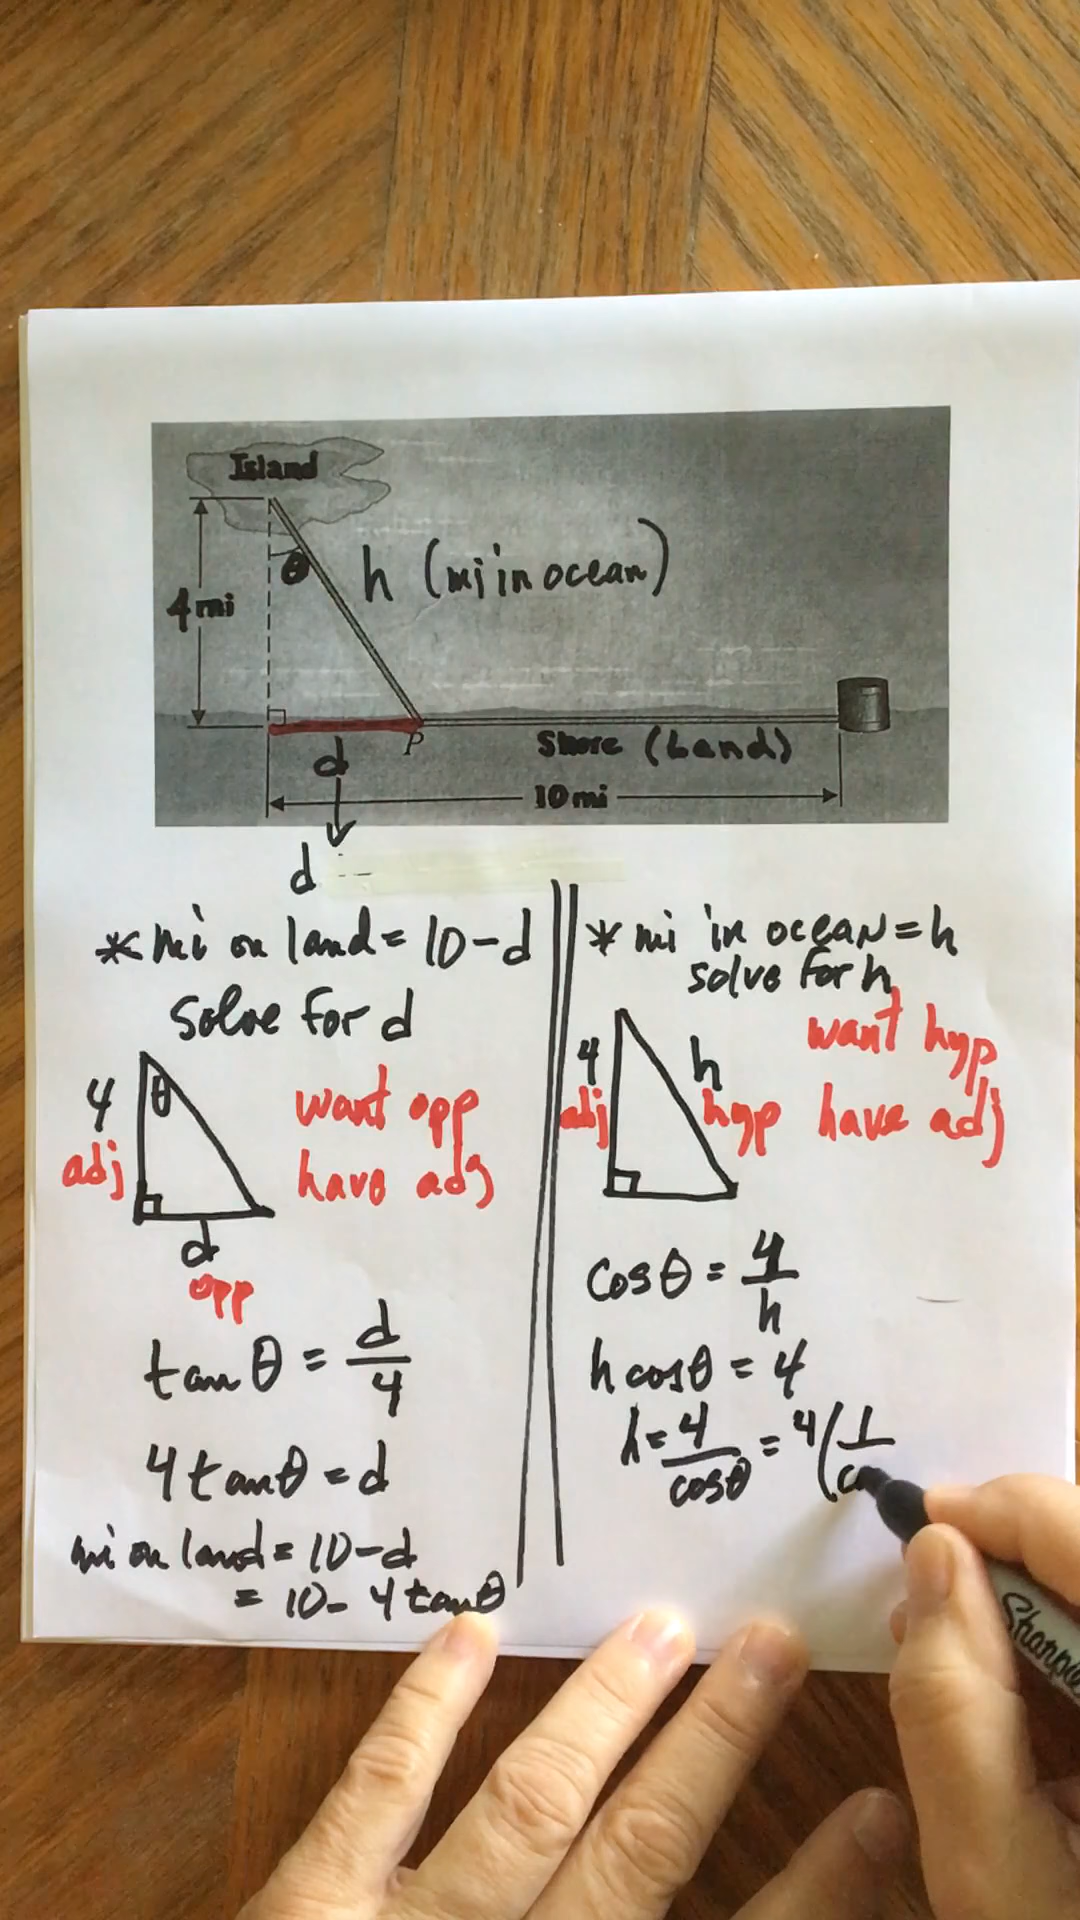 Island
θ
h (mi in ocean)
4 mi
P
d
Shore (Land)
10 mi
d =
* mi on land = 10 - d
solve for d
4
θ
adj
want opp
have adj
d
opp
tan θ = d/4
4 tan θ = d
mi on land = 10 - d
= 10 - 4 tan θ
* mi in ocean = h
solve for h
want hyp
4
h
adj
hyp
have adj
cos θ = 4/h
h cos θ = 4
h = 4/cos θ = 4(1/co
Sharpie